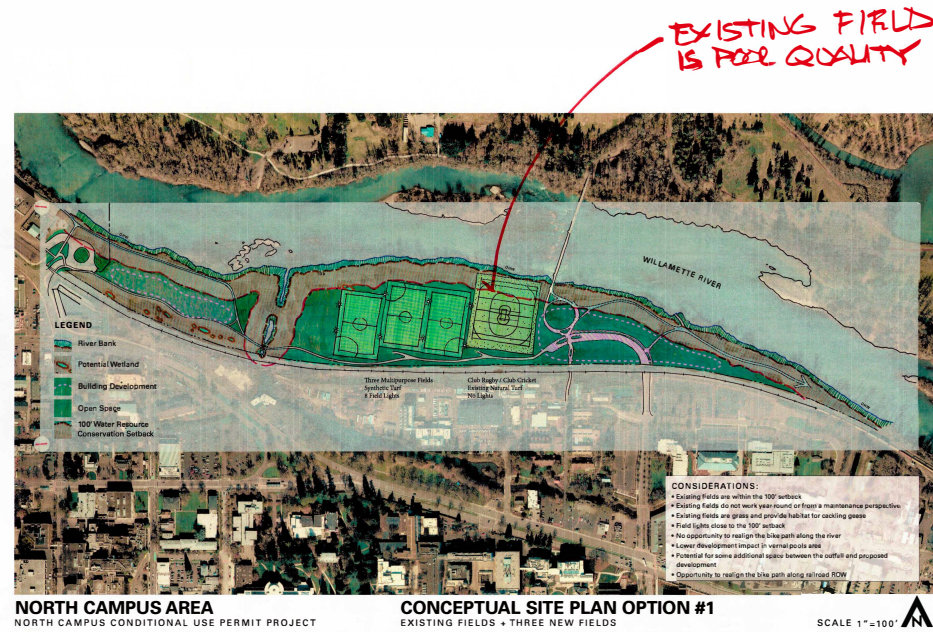 EXISTING FIELD
IS POOR QUALITY
WILLAMETTE RIVER
LEGEND
River Bank
Potential Wetland
Building Development
Open Space
100' Water Resource
Conservation Setback
Three Multipurpose Fields
Synthetic Turf
8 Field Lights
Club Rugby / Club Cricket
Existing Natural Turf
No Lights
CONSIDERATIONS:
• Existing fields are within the 100' setback
• Existing fields do not work year-round or from a maintenance perspective
• Existing fields are grass and provide habitat for cackling geese
• Field lights close to the 100' setback
• No opportunity to realign the bike path along the river
• Lower development impact in vernal pools area
• Potential for some additional space between the outfall and proposed
development
• Opportunity to realign the bike path along railroad ROW
NORTH CAMPUS AREA
NORTH CAMPUS CONDITIONAL USE PERMIT PROJECT
CONCEPTUAL SITE PLAN OPTION #1
EXISTING FIELDS + THREE NEW FIELDS
SCALE 1"=100'
N